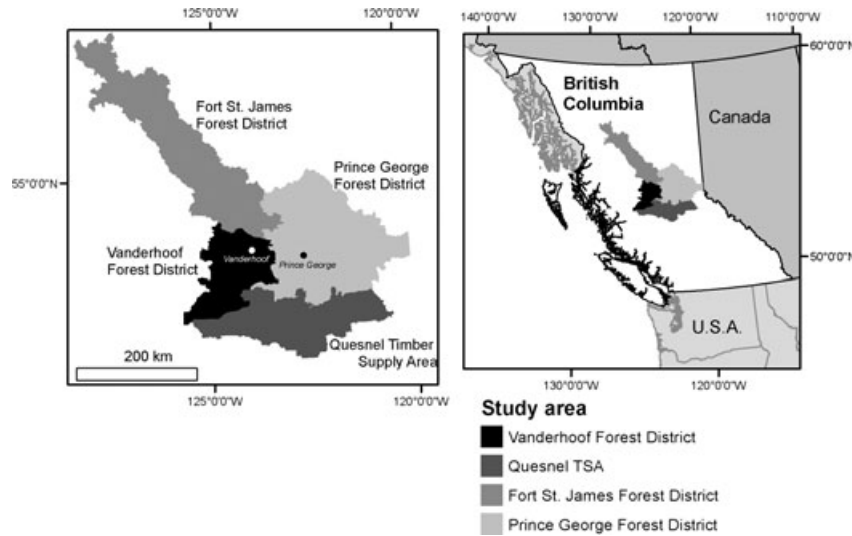 125°0'0"W
120°0'0"W
Fort St. James
Forest District
Prince George
Forest District
55°0'0"N
Vanderhoof
Forest District
Vanderhoof
Prince George
Quesnel Timber
Supply Area
200 km
125°0'0"W
120°0'0"W
140°0'0"W
130°0'0"W
120°0'0"W
110°0'0"W
60°0'0"N
British
Columbia
Canada
50°0'0"N
U.S.A.
130°0'0"W
120°0'0"W
Study area
Vanderhoof Forest District
Quesnel TSA
Fort St. James Forest District
Prince George Forest District